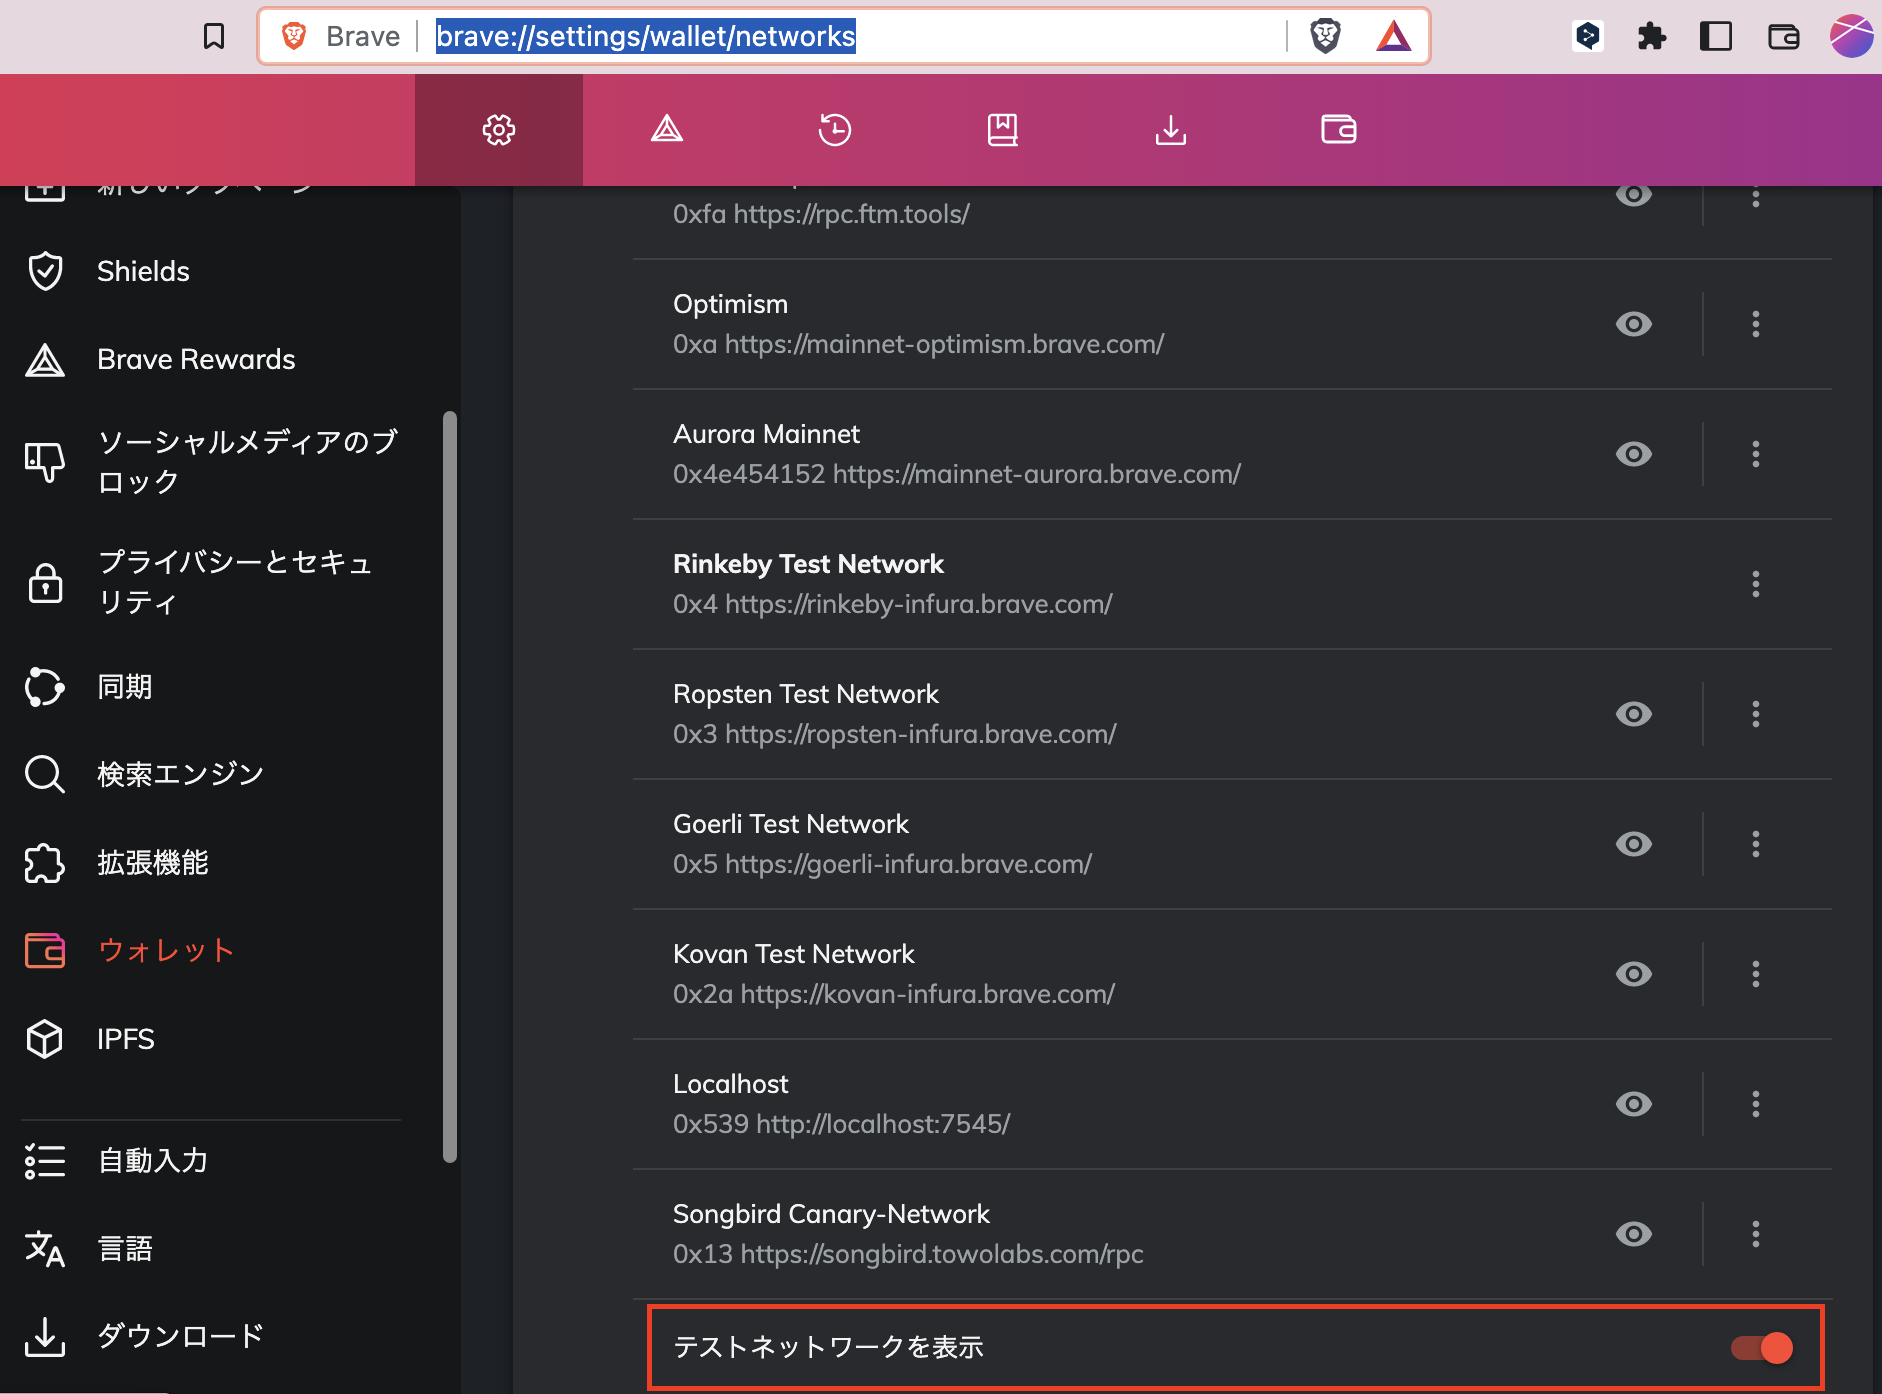 Brave
brave://settings/wallet/networks
Shields
Brave Rewards
ソーシャルメディアのブ
ロック
プライバシーとセキュ
リティ
同期
検索エンジン
拡張機能
ウォレット
IPFS
自動入力
言語
ダウンロード
0xfa https://rpc.ftm.tools/
Optimism
0xa https://mainnet-optimism.brave.com/
Aurora Mainnet
0x4e454152 https://mainnet-aurora.brave.com/
Rinkeby Test Network
0x4 https://rinkeby-infura.brave.com/
Ropsten Test Network
0x3 https://ropsten-infura.brave.com/
Goerli Test Network
0x5 https://goerli-infura.brave.com/
Kovan Test Network
0x2a https://kovan-infura.brave.com/
Localhost
0x539 http://localhost:7545/
Songbird Canary-Network
0x13 https://songbird.towolabs.com/rpc
テストネットワークを表示